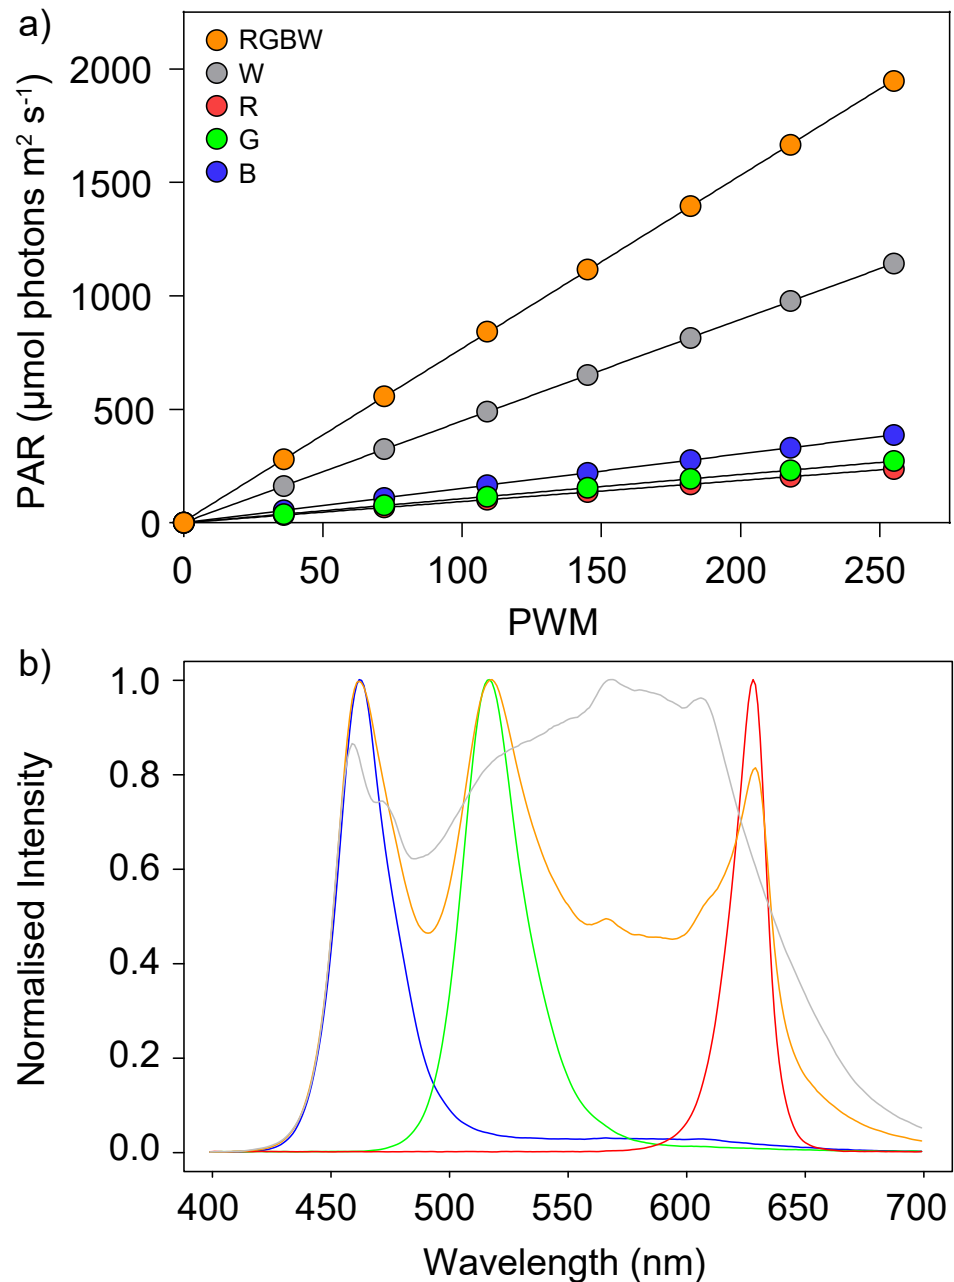 a)
RGBW
W
R
G
B
2000
1500
1000
500
0
PAR (µmol photons m² s⁻¹)
0 50 100 150 200 250
PWM
b)
1.0
0.8
0.6
0.4
0.2
0.0
Normalised Intensity
400 450 500 550 600 650 700
Wavelength (nm)